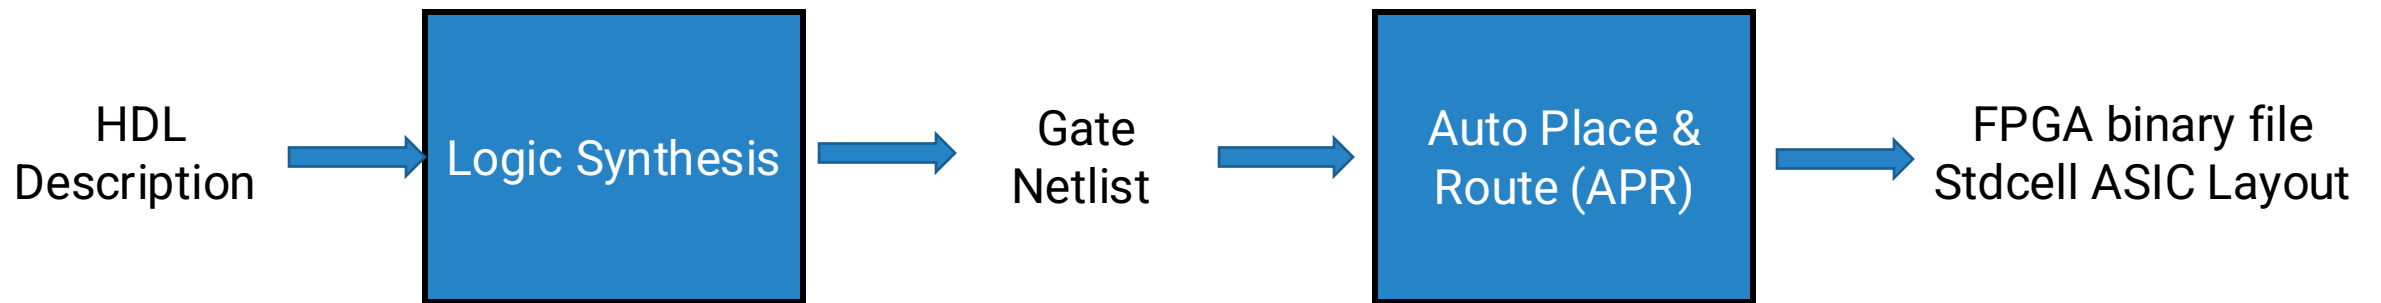 HDL
Description
Logic Synthesis
Gate
Netlist
Auto Place &
Route (APR)
FPGA binary file
Stdcell ASIC Layout